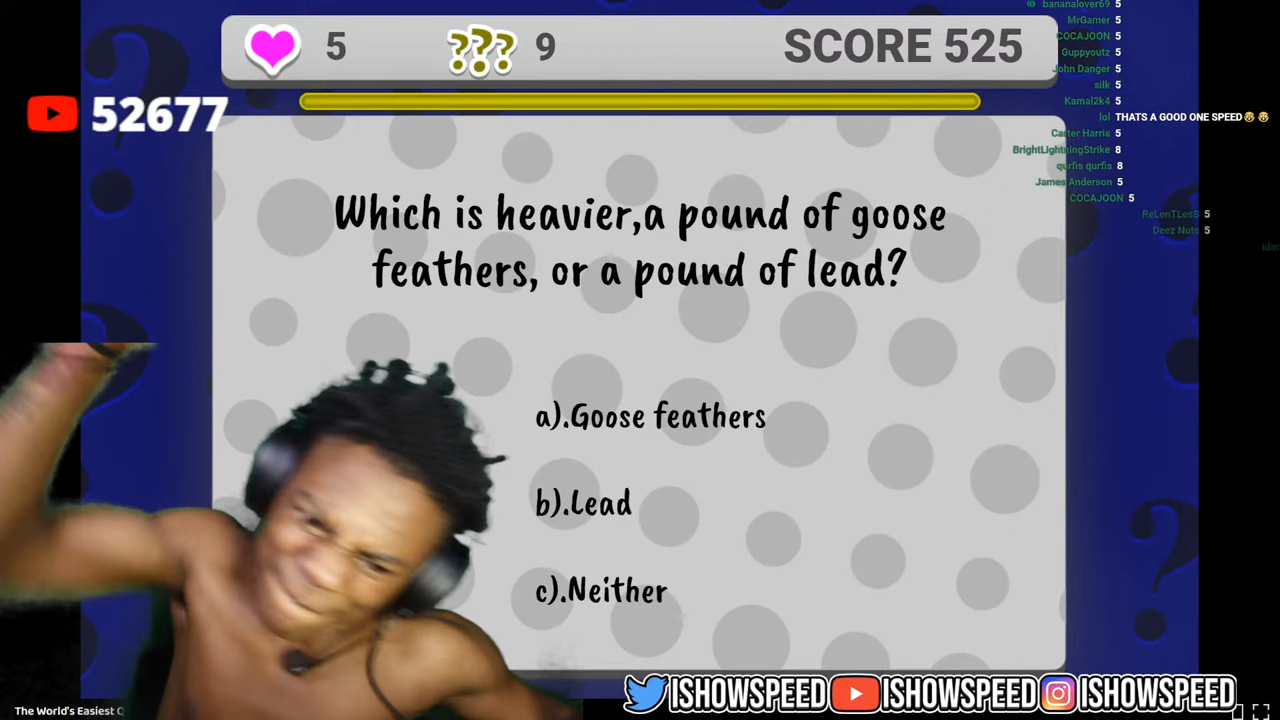 5
???
9
SCORE 525
52677
Which is heavier,a pound of goose
feathers, or a pound of lead?
a).Goose feathers
b).Lead
c).Neither
bananalover69 5
MrGamer 5
COCAJOON 5
Guppyoutz 5
John Danger 5
silk 5
Kamal2k4 5
lol THATS A GOOD ONE SPEED
Carter Harris 5
BrightLightningStrike 8
qurfis qurfis 8
James Anderson 5
COCAJOON 5
ReLenTLesS 5
Deez Nuts 5
ISHOWSPEED ISHOWSPEED ISHOWSPEED
The World's Easiest